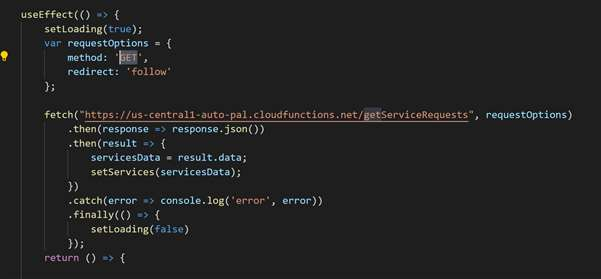 useEffect(() => {
setLoading(true);
var requestOptions = {
method: 'GET',
redirect: 'follow'
};
fetch("https://us-central1-auto-pal.cloudfunctions.net/getServiceRequests", requestOptions)
.then(response => response.json())
.then(result => {
servicesData = result.data;
setServices(servicesData);
})
.catch(error => console.log('error', error))
.finally(() => {
setLoading(false)
});
return () => {